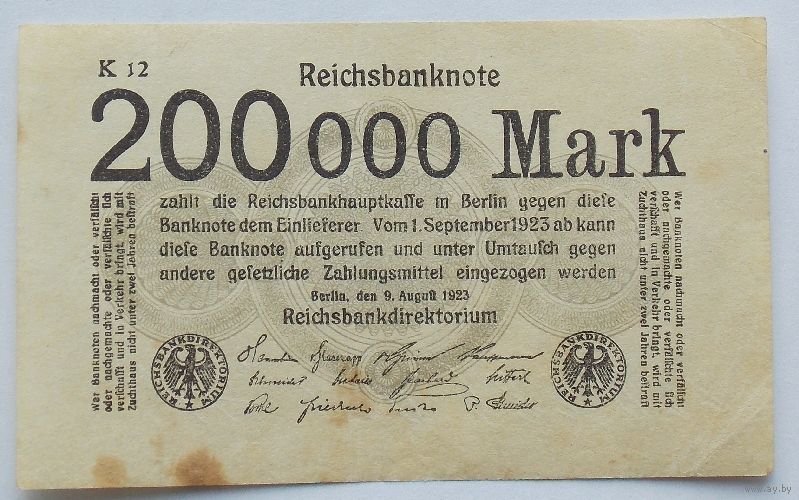 K 12
Reichsbanknote
200000 Mark
zahlt die Reichsbankhauptkasse in Berlin gegen diese
Banknote dem Einlieferer. Vom 1. September 1923 ab kann
diese Banknote aufgerufen und unter Umtausch gegen
andere gesetzliche Zahlungsmittel eingezogen werden
Berlin, den 9. August 1923
Reichsbankdirektorium
Wer Banknoten nachmacht oder verfälscht
oder nachgemachte oder verfälschte sich
verschafft und in Verkehr bringt, wird mit
Zuchthaus nicht unter zwei Jahren bestraft
Wer Banknoten nachmacht oder verfälscht
oder nachgemachte oder verfälschte sich
verschafft und in Verkehr bringt, wird mit
Zuchthaus nicht unter zwei Jahren bestraft
REICHSBANKDIREKTORIUM
REICHSBANKDIREKTORIUM
www.ay.by